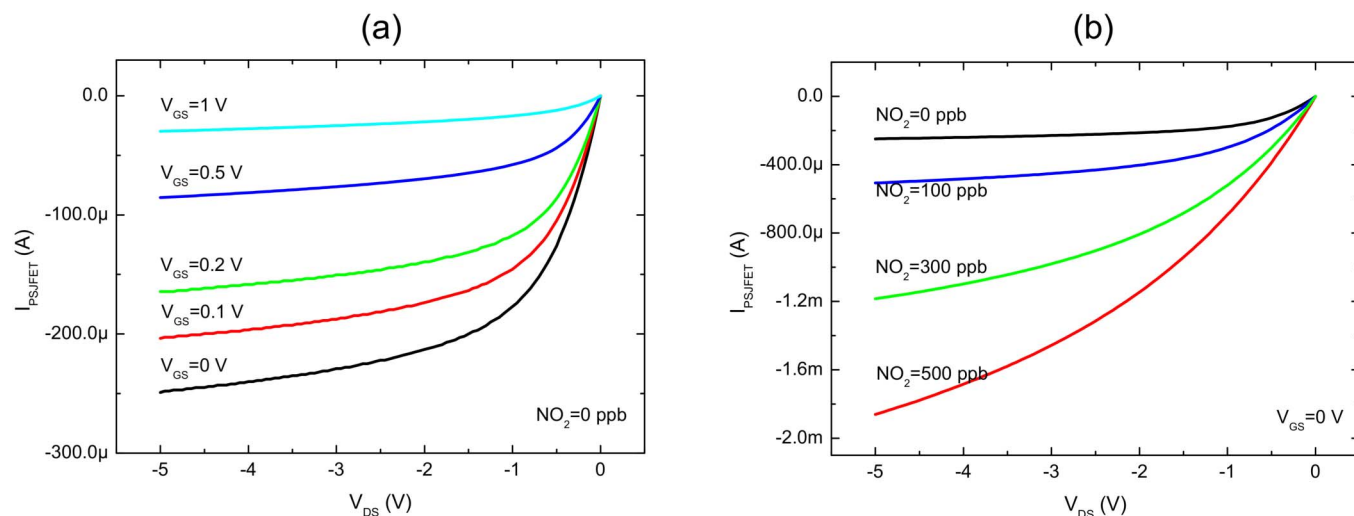 (a)
0.0
-100.0μ
-200.0μ
-300.0μ
I_PSJFET (A)
V_GS=1 V
V_GS=0.5 V
V_GS=0.2 V
V_GS=0.1 V
V_GS=0 V
NO_2=0 ppb
-5 -4 -3 -2 -1 0
V_DS (V)
(b)
0.0
-400.0μ
-800.0μ
-1.2m
-1.6m
-2.0m
I_PSJFET (A)
NO_2=0 ppb
NO_2=100 ppb
NO_2=300 ppb
NO_2=500 ppb
V_GS=0 V
-5 -4 -3 -2 -1 0
V_DS (V)